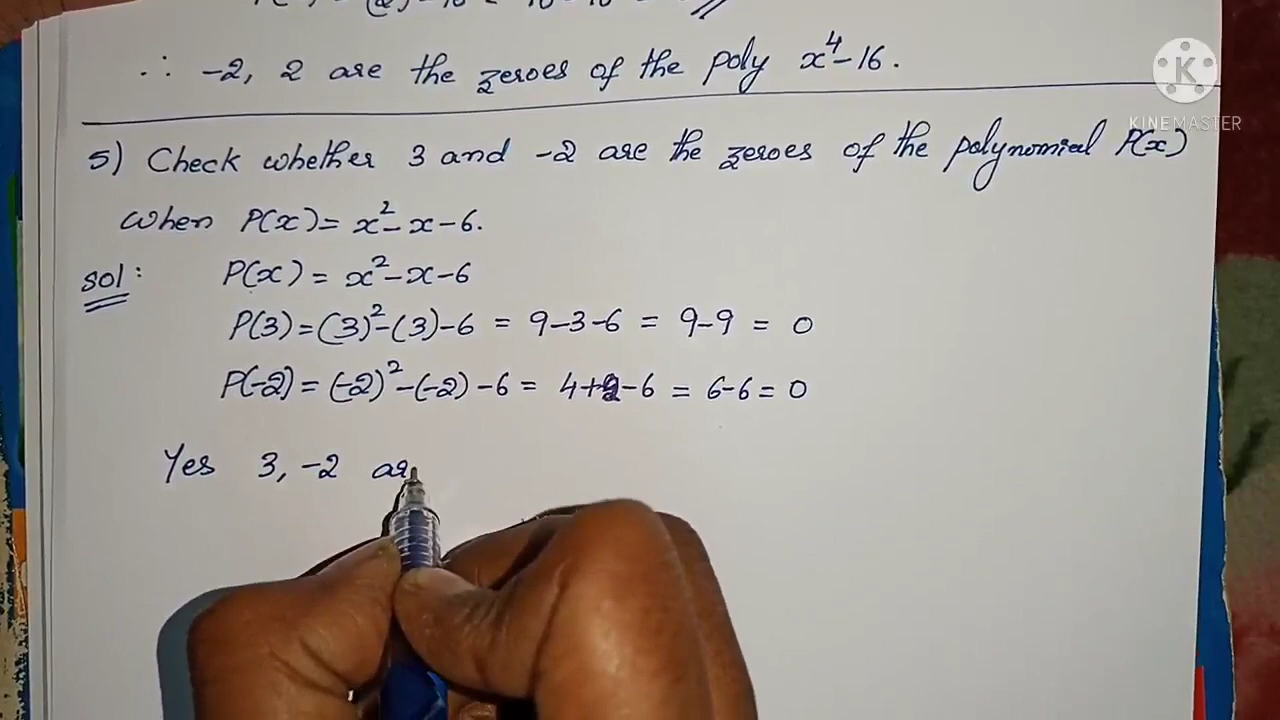 ∴ -2, 2 are the zeroes of the poly x⁴-16.
K
KINEMASTER
5) Check whether 3 and -2 are the zeroes of the polynomial P(x)
When P(x)= x²-x-6.
Sol: P(x) = x²-x-6
P(3) = (3)²-(3)-6 = 9-3-6 = 9-9 = 0
P(-2) = (-2)²-(-2)-6 = 4+2-6 = 6-6 = 0
Yes 3, -2 are